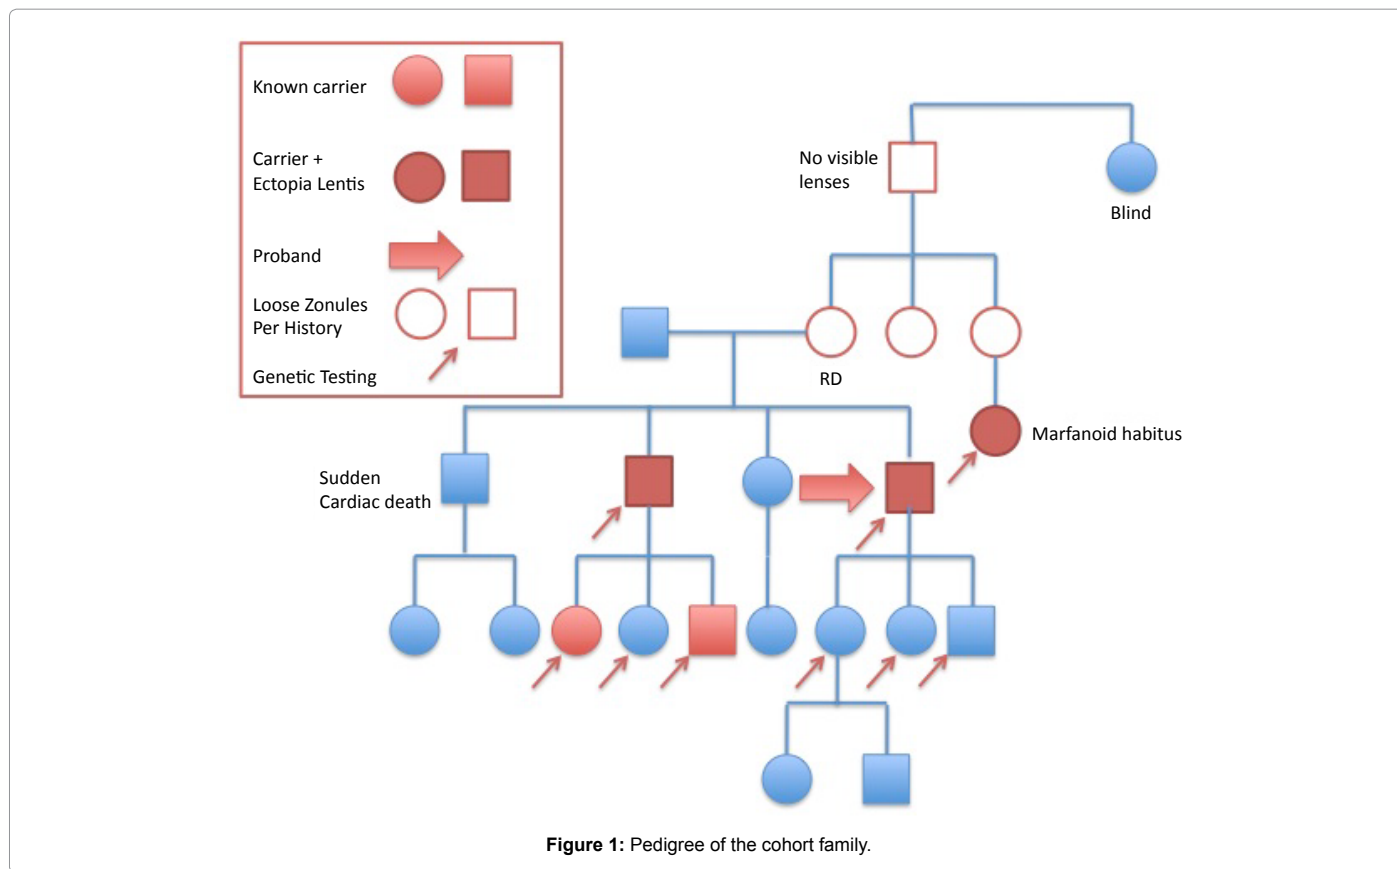 Known carrier
Carrier +
Ectopia Lentis
Proband
Loose Zonules
Per History
Genetic Testing
No visible
lenses
Blind
RD
Marfanoid habitus
Sudden
Cardiac death
Figure 1: Pedigree of the cohort family.